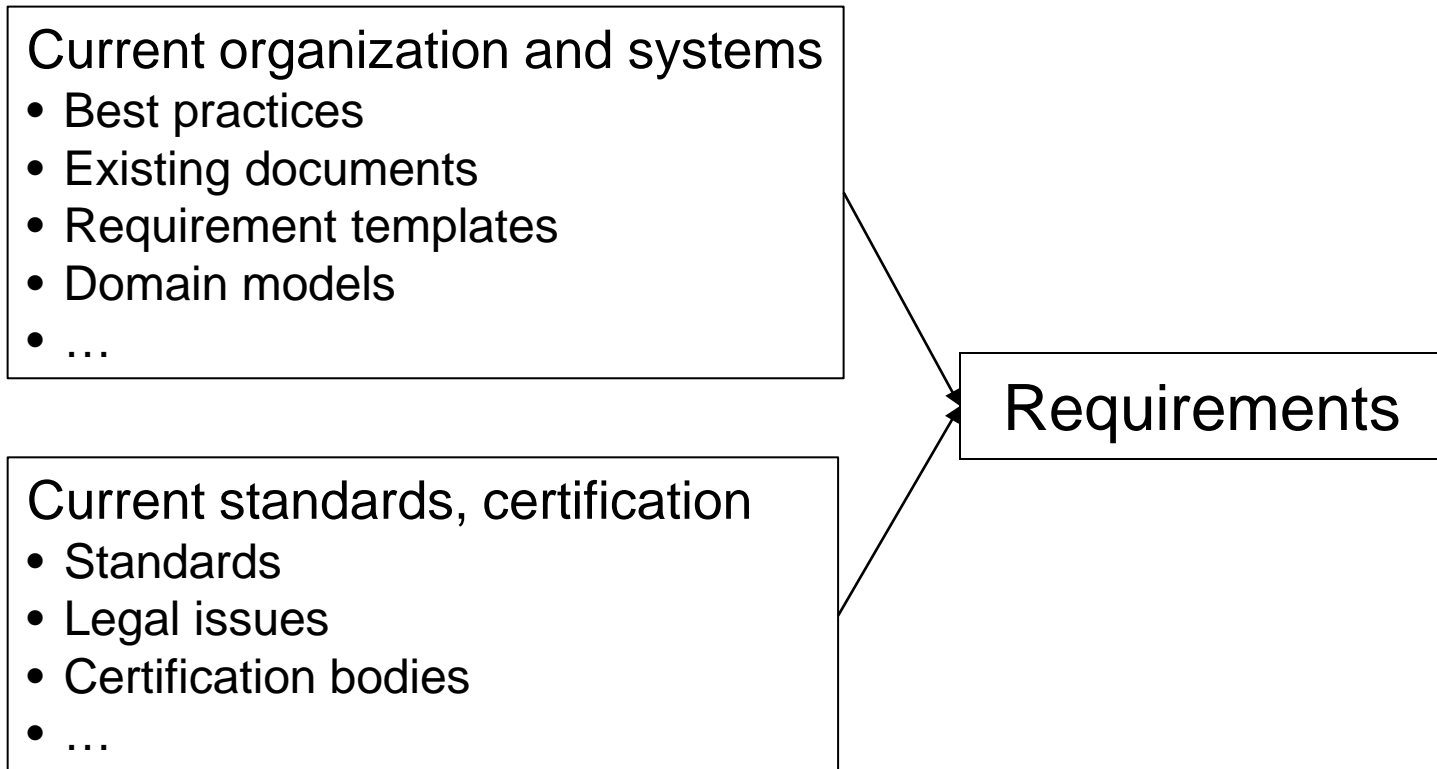 Current organization and systems
• Best practices
• Existing documents
• Requirement templates
• Domain models
• …
Requirements
Current standards, certification
• Standards
• Legal issues
• Certification bodies
• …